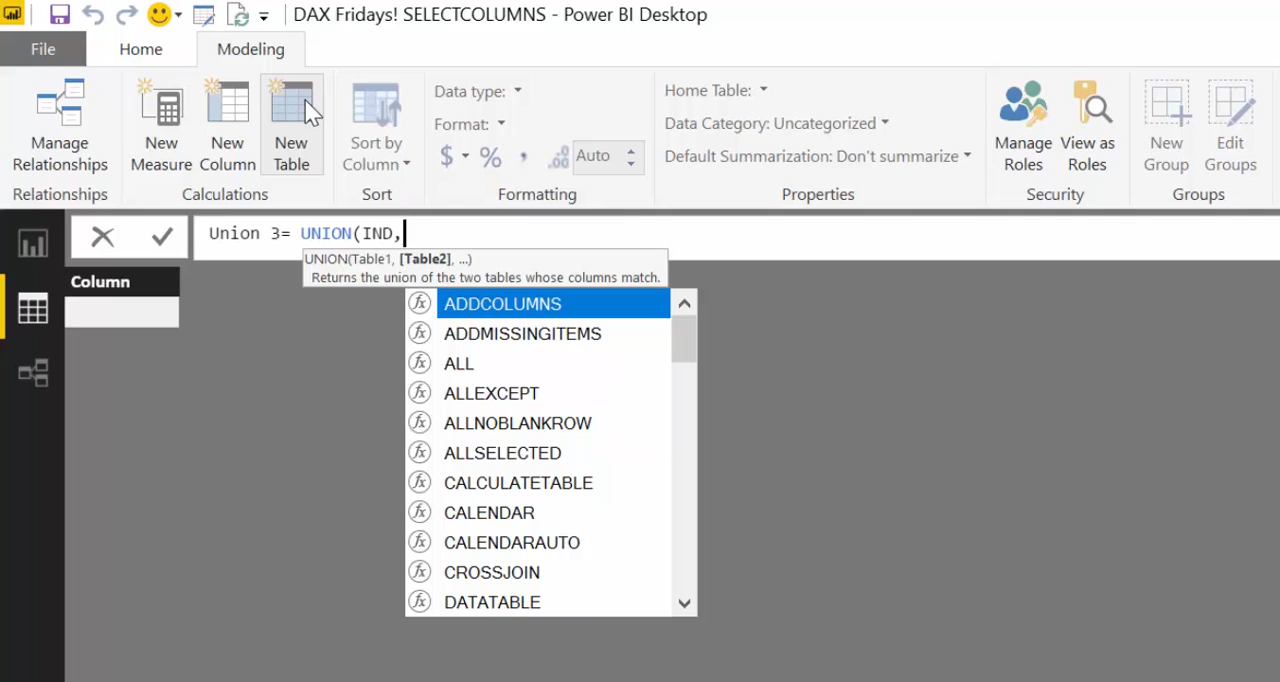 DAX Fridays! SELECTCOLUMNS - Power BI Desktop
File Home Modeling
Manage Relationships
New Measure
New Column
New Table
Sort by Column
Data type:
Format:
$ % , .00 Auto
Home Table:
Data Category: Uncategorized
Default Summarization: Don't summarize
Manage Roles
View as Roles
New Group
Edit Groups
Relationships Calculations Sort Formatting Properties Security Groups
Union 3= UNION(IND,
UNION(Table1, [Table2], ...)
Returns the union of the two tables whose columns match.
Column
ADDCOLUMNS
ADDMISSINGITEMS
ALL
ALLEXCEPT
ALLNOBLANKROW
ALLSELECTED
CALCULATETABLE
CALENDAR
CALENDARAUTO
CROSSJOIN
DATATABLE